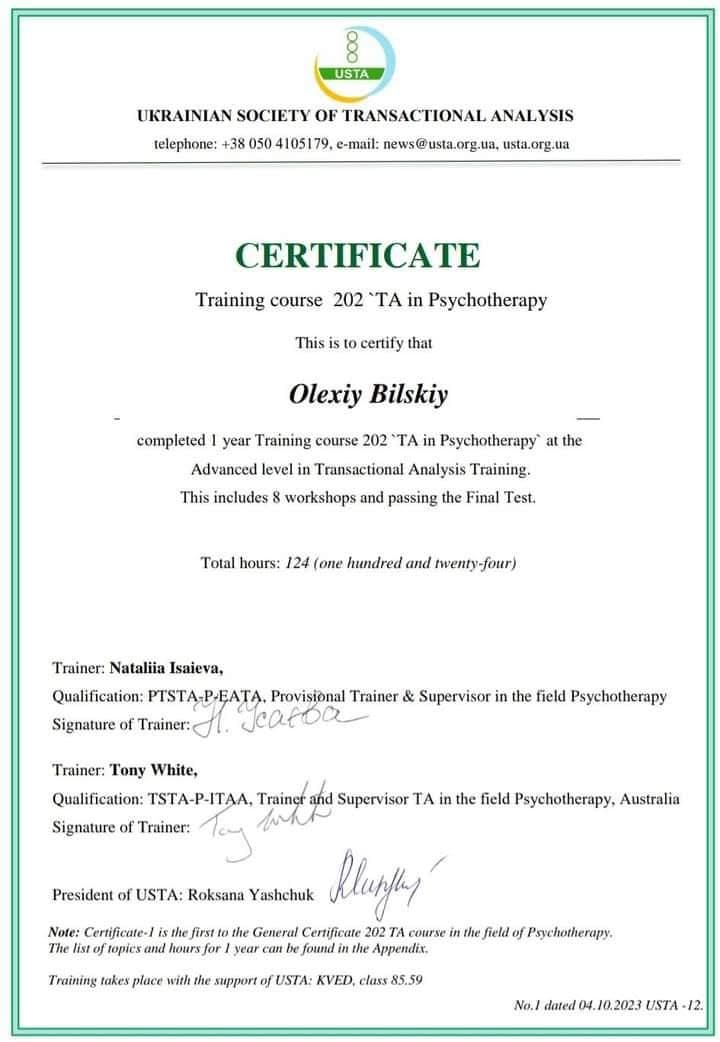 USTA
UKRAINIAN SOCIETY OF TRANSACTIONAL ANALYSIS
telephone: +38 050 4105179, e-mail: news@usta.org.ua, usta.org.ua
CERTIFICATE
Training course 202 `TA in Psychotherapy
This is to certify that
Olexiy Bilskiy
completed 1 year Training course 202 `TA in Psychotherapy` at the
Advanced level in Transactional Analysis Training.
This includes 8 workshops and passing the Final Test.
Total hours: 124 (one hundred and twenty-four)
Trainer: Nataliia Isaieva,
Qualification: PTSTA-P-EATA, Provisional Trainer & Supervisor in the field Psychotherapy
Signature of Trainer: Н. Ісаєва
Trainer: Tony White,
Qualification: TSTA-P-ITAA, Trainer and Supervisor TA in the field Psychotherapy, Australia
Signature of Trainer: Tony White
President of USTA: Roksana Yashchuk
Note: Certificate-1 is the first to the General Certificate 202 TA course in the field of Psychotherapy.
The list of topics and hours for 1 year can be found in the Appendix.
Training takes place with the support of USTA: KVED, class 85.59
No.1 dated 04.10.2023 USTA -12.